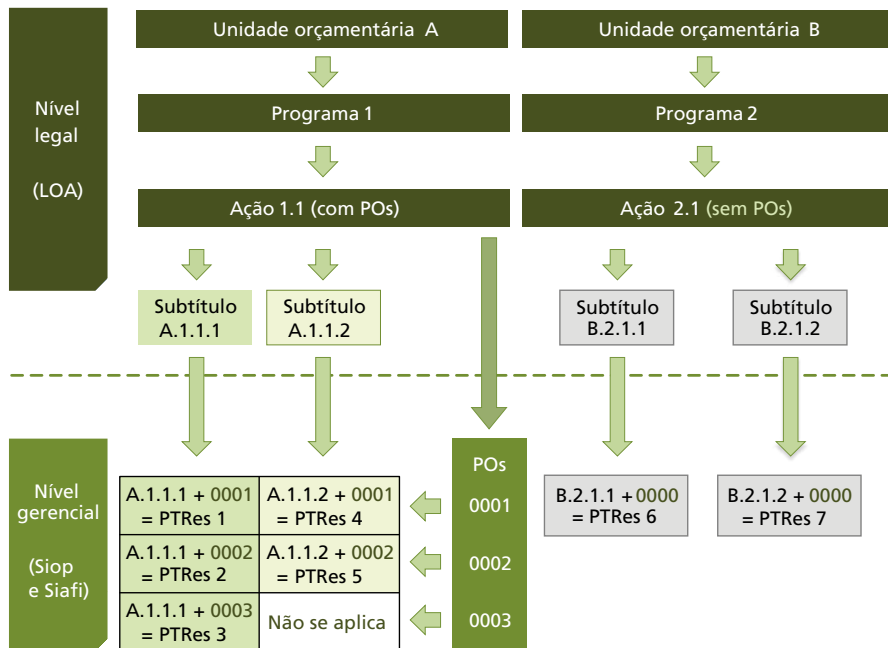 Nível
legal
(LOA)
Unidade orçamentária A
Unidade orçamentária B
Programa 1
Programa 2
Ação 1.1 (com POs)
Ação 2.1 (sem POs)
Subtítulo
A.1.1.1
Subtítulo
A.1.1.2
Subtítulo
B.2.1.1
Subtítulo
B.2.1.2
Nível
gerencial
(Siop
e Siafi)
A.1.1.1 + 0001
= PTRes 1
A.1.1.2 + 0001
= PTRes 4
A.1.1.1 + 0002
= PTRes 2
A.1.1.2 + 0002
= PTRes 5
A.1.1.1 + 0003
= PTRes 3
Não se aplica
POs
0001
0002
0003
B.2.1.1 + 0000
= PTRes 6
B.2.1.2 + 0000
= PTRes 7